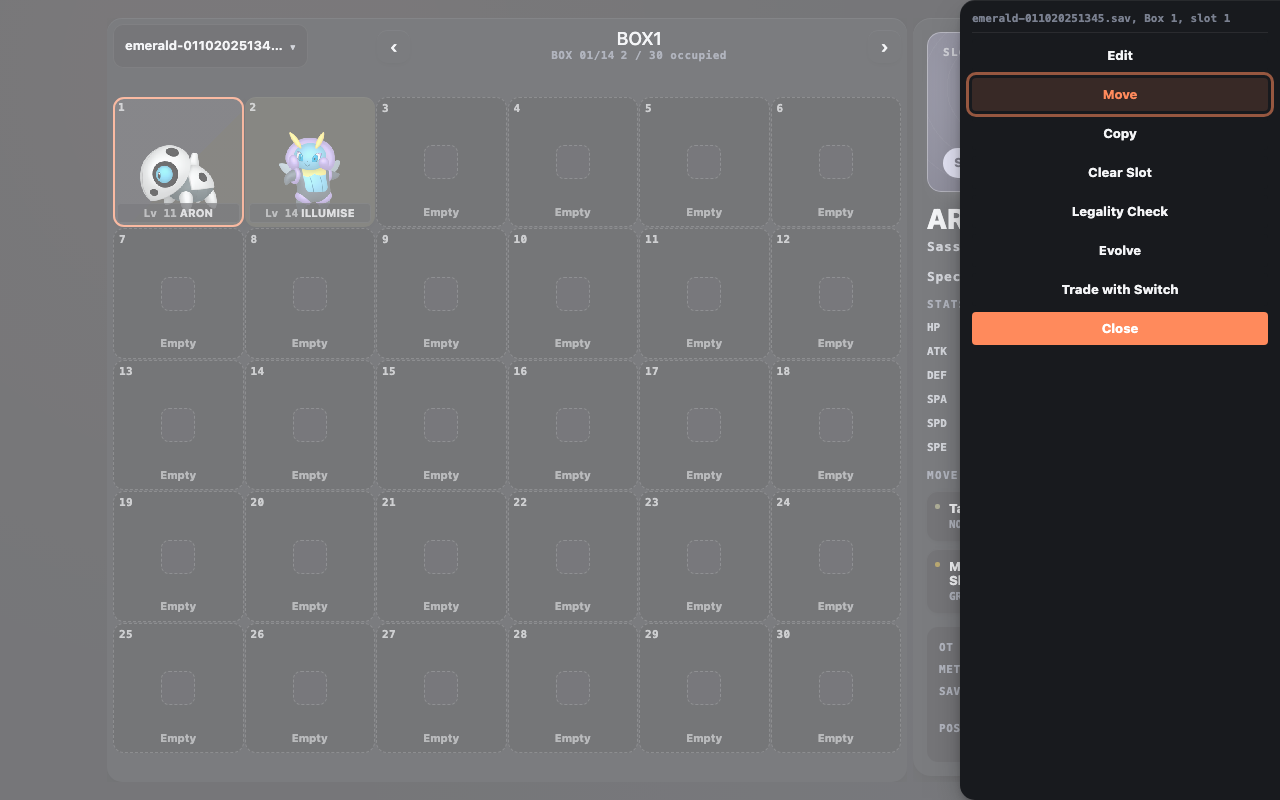 emerald-01102025134... ▾
‹
BOX1
BOX 01/14 2 / 30 occupied
›
1
Lv 11 ARON
2
Lv 14 ILLUMISE
3
Empty
4
Empty
5
Empty
6
Empty
7
Empty
8
Empty
9
Empty
10
Empty
11
Empty
12
Empty
13
Empty
14
Empty
15
Empty
16
Empty
17
Empty
18
Empty
19
Empty
20
Empty
21
Empty
22
Empty
23
Empty
24
Empty
25
Empty
26
Empty
27
Empty
28
Empty
29
Empty
30
Empty
HP
ATK
DEF
SPA
SPD
SPE
MOVE
OT
MET
emerald-011020251345.sav, Box 1, slot 1
Edit
Move
Copy
Clear Slot
Legality Check
Evolve
Trade with Switch
Close